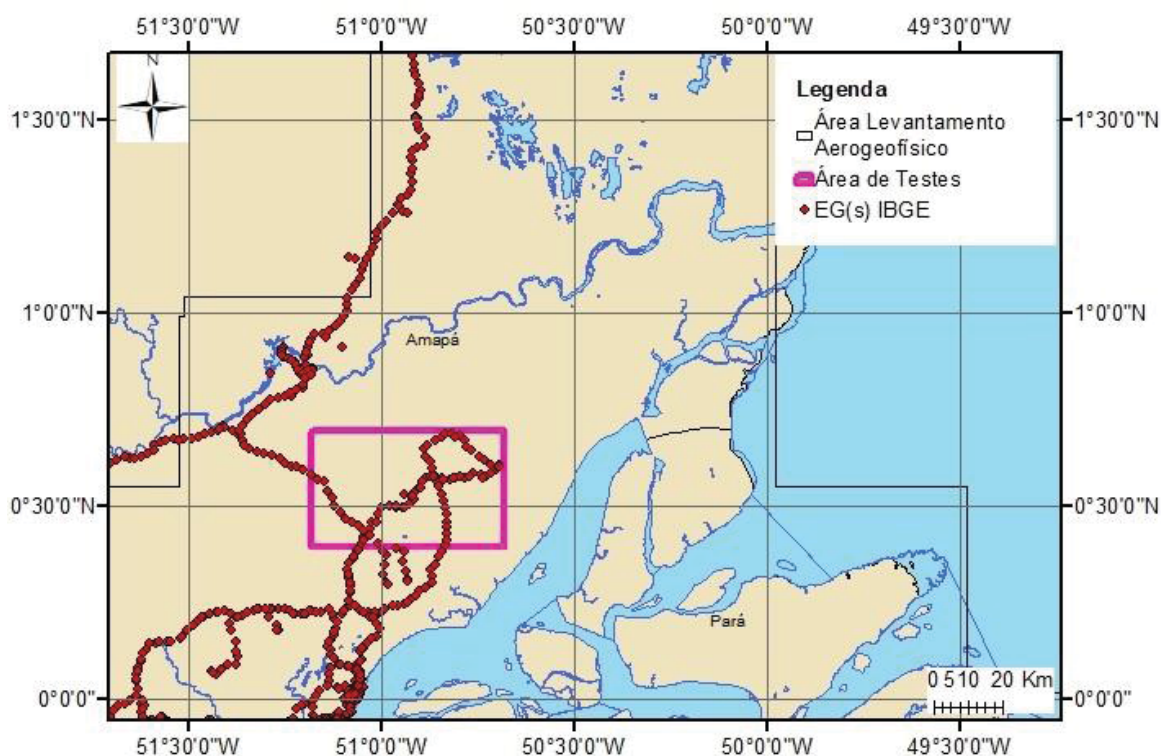 51°30'0"W 51°0'0"W 50°30'0"W 50°0'0"W 49°30'0"W
N
Legenda
Área Levantamento
Aerogeofísico
Área de Testes
EG(s) IBGE
1°30'0"N 1°30'0"N
1°0'0"N 1°0'0"N
Amapá
0°30'0"N 0°30'0"N
Pará
0 5 10 20 Km
0°0'0" 0°0'0"
51°30'0"W 51°0'0"W 50°30'0"W 50°0'0"W 49°30'0"W